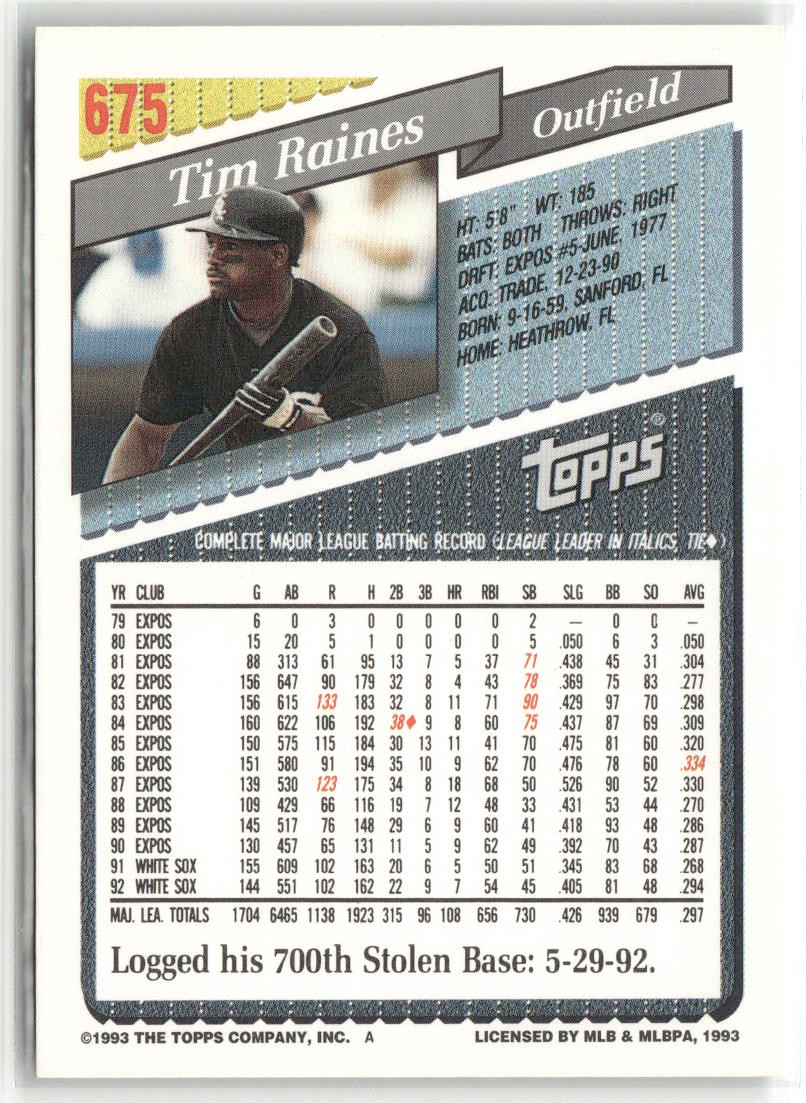 675
Tim Raines
Outfield
HT: 5'8" WT: 185
BATS: BOTH THROWS: RIGHT
DRFT: EXPOS #5-JUNE, 1977
ACQ: TRADE, 12-23-90
BORN: 9-16-59, SANFORD, FL
HOME: HEATHROW, FL
Topps®
COMPLETE MAJOR LEAGUE BATTING RECORD (LEAGUE LEADER IN ITALICS, TIE♦)
YR CLUB G AB R H 2B 3B HR RBI SB SLG BB SO AVG
79 EXPOS 6 0 3 0 0 0 0 0 2 — 0 0 –
80 EXPOS 15 20 5 1 0 0 0 0 5 .050 6 3 .050
81 EXPOS 88 313 61 95 13 7 5 37 71 .438 45 31 .304
82 EXPOS 156 647 90 179 32 8 4 43 78 .369 75 83 .277
83 EXPOS 156 615 133 183 32 8 11 71 90 .429 97 70 .298
84 EXPOS 160 622 106 192 38♦ 9 8 60 75 .437 87 69 .309
85 EXPOS 150 575 115 184 30 13 11 41 70 .475 81 60 .320
86 EXPOS 151 580 91 194 35 10 9 62 70 .476 78 60 .334
87 EXPOS 139 530 123 175 34 8 18 68 50 .526 90 52 .330
88 EXPOS 109 429 66 116 19 7 12 48 33 .431 53 44 .270
89 EXPOS 145 517 76 148 29 6 9 60 41 .418 93 48 .286
90 EXPOS 130 457 65 131 11 5 9 62 49 .392 70 43 .287
91 WHITE SOX 155 609 102 163 20 6 5 50 51 .345 83 68 .268
92 WHITE SOX 144 551 102 162 22 9 7 54 45 .405 81 48 .294
MAJ. LEA. TOTALS 1704 6465 1138 1923 315 96 108 656 730 .426 939 679 .297
Logged his 700th Stolen Base: 5-29-92.
©1993 THE TOPPS COMPANY, INC. A
LICENSED BY MLB & MLBPA, 1993